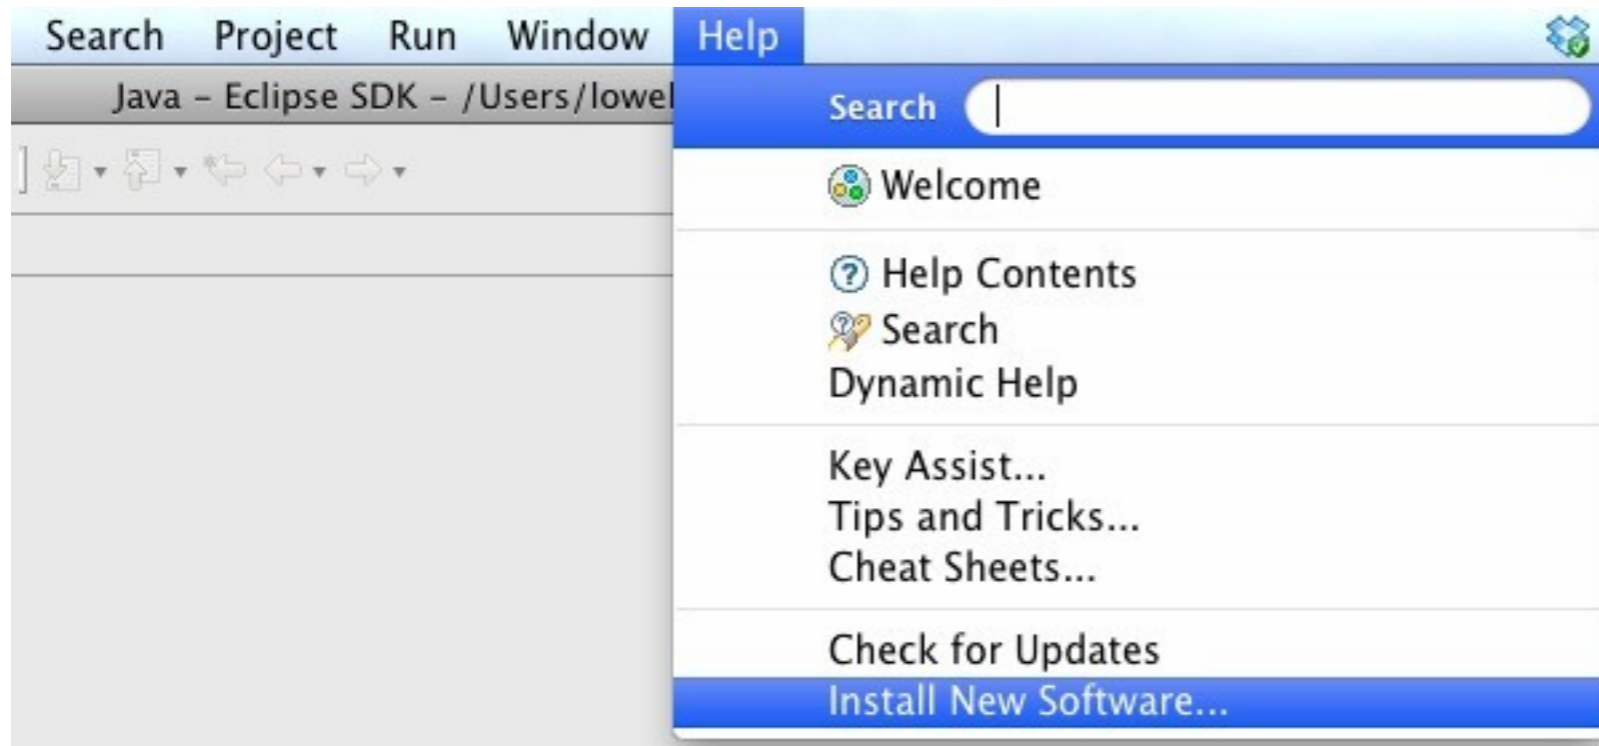 Search Project Run Window Help
Java – Eclipse SDK – /Users/lowel
Search
Welcome
Help Contents
Search
Dynamic Help
Key Assist...
Tips and Tricks...
Cheat Sheets...
Check for Updates
Install New Software...